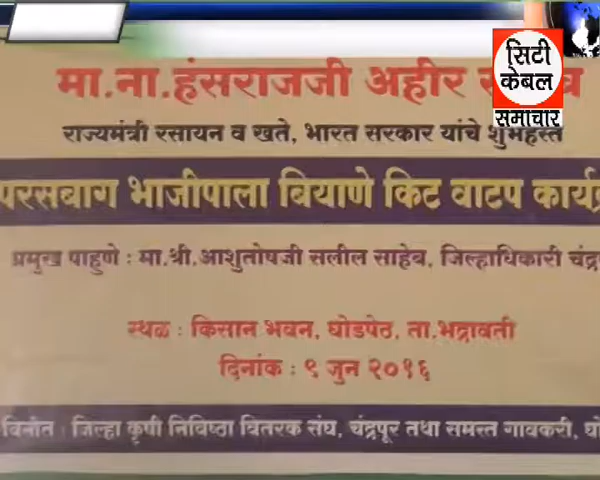 सिटी
केबल
समाचार
मा.ना.हंसराजजी अहीर
राज्यमंत्री रसायन व खते, भारत सरकार यांचे शुभहस्ते
परसबाग भाजीपाला बियाणे किट वाटप
प्रमुख पाहुणे : मा.श्री.आशुतोषजी सलील साहेब, जिल्हाधिकारी
स्थळ : किसान भवन, घोडपेठ, ता.भद्रावती
दिनांक : ९ जुन २०१६
विनीत : जिल्हा कृषी निविष्ठा वितरक संघ, चंद्रपूर तथा समस्त गावकरी,